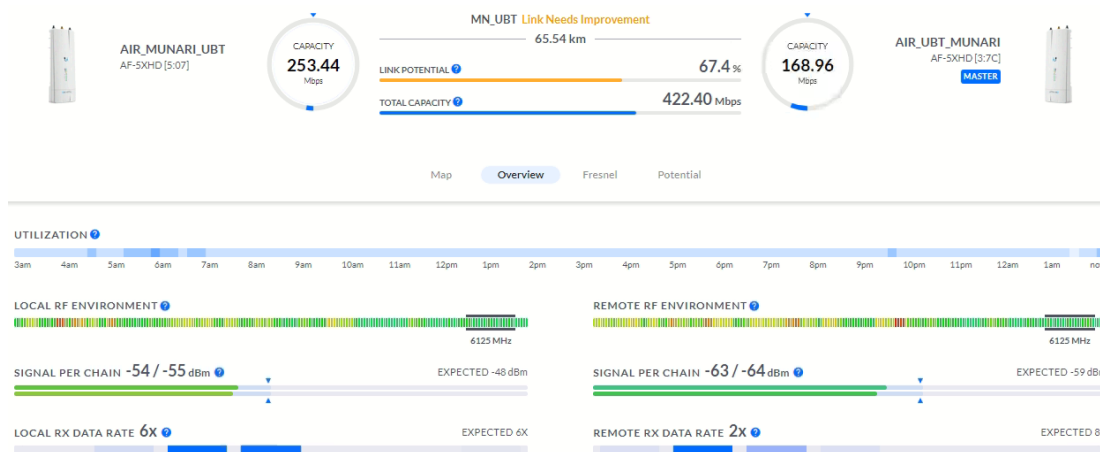 MN_UBT Link Needs Improvement
65.54 km
AIR_MUNARI_UBT
AF-5XHD [5:07]
CAPACITY
253.44
Mbps
LINK POTENTIAL ?
67.4 %
TOTAL CAPACITY ?
422.40 Mbps
CAPACITY
168.96
Mbps
AIR_UBT_MUNARI
AF-5XHD [3:7C]
MASTER
Map Overview Fresnel Potential
UTILIZATION ?
3am 4am 5am 6am 7am 8am 9am 10am 11am 12pm 1pm 2pm 3pm 4pm 5pm 6pm 7pm 8pm 9pm 10pm 11pm 12am 1am no
LOCAL RF ENVIRONMENT ?
6125 MHz
SIGNAL PER CHAIN -54 / -55 dBm ?
EXPECTED -48 dBm
LOCAL RX DATA RATE 6X ?
EXPECTED 6X
REMOTE RF ENVIRONMENT ?
6125 MHz
SIGNAL PER CHAIN -63 / -64 dBm ?
EXPECTED -59 dBm
REMOTE RX DATA RATE 2X ?
EXPECTED 8